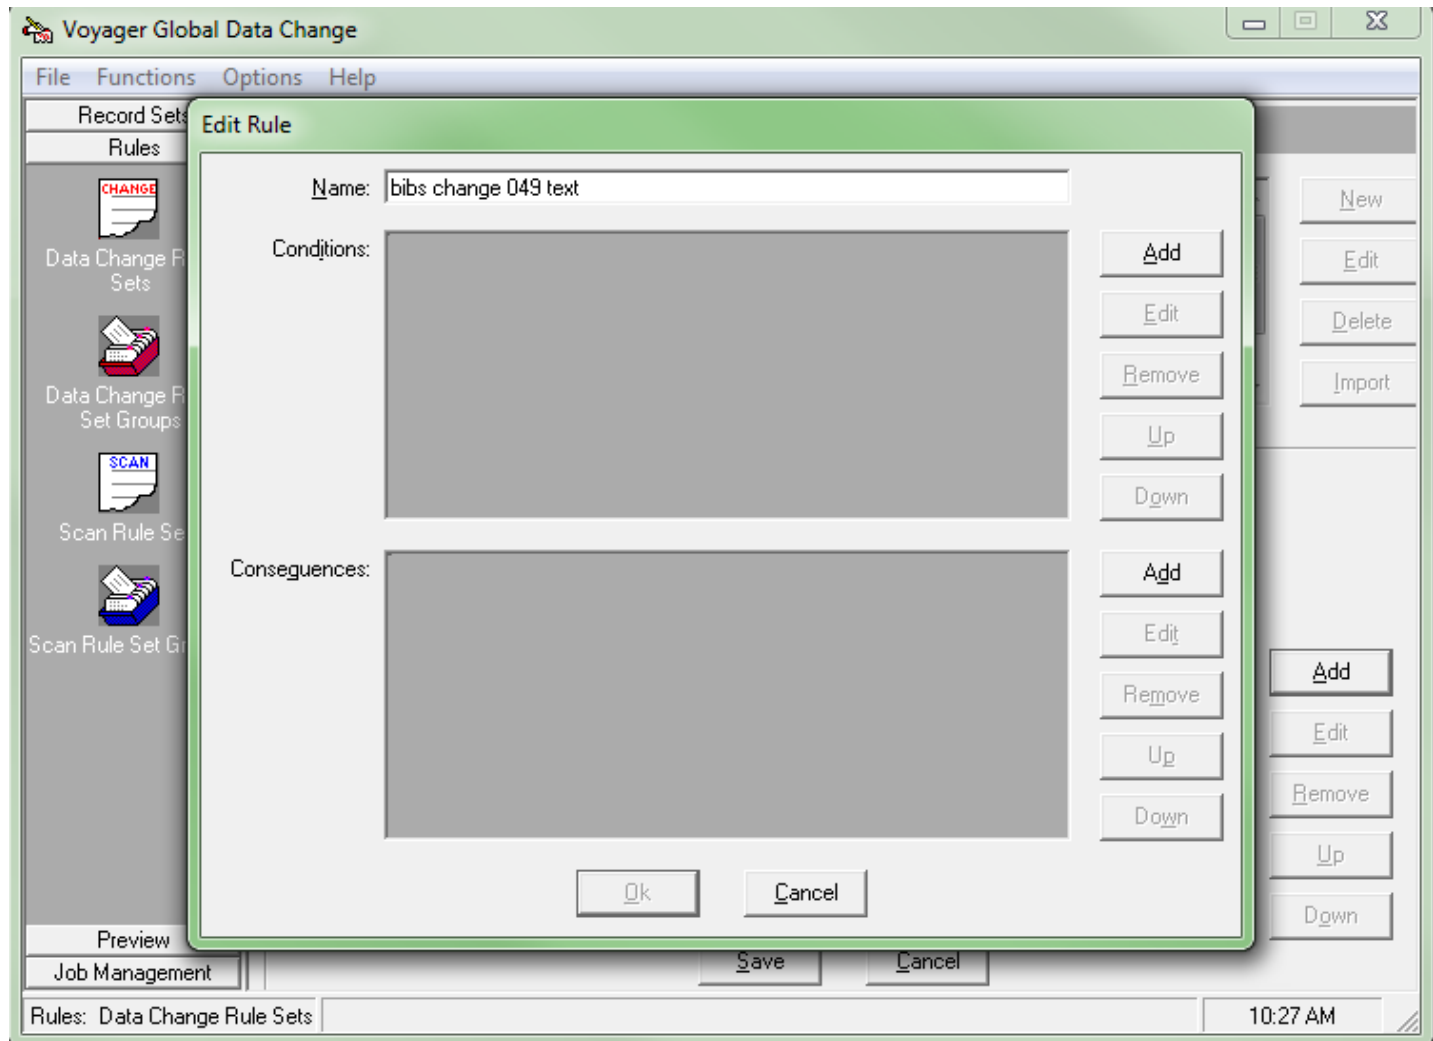 Voyager Global Data Change
File Functions Options Help
Record Sets
Rules
CHANGE
Data Change R
Sets
Data Change R
Set Groups
SCAN
Scan Rule Se
Scan Rule Set Gr
Preview
Job Management
Edit Rule
Name: bibs change 049 text
Conditions:
Add
Edit
Remove
Up
Down
Consequences:
Add
Edit
Remove
Up
Down
Ok Cancel
New
Edit
Delete
Import
Add
Edit
Remove
Up
Down
Save Cancel
Rules: Data Change Rule Sets 10:27 AM